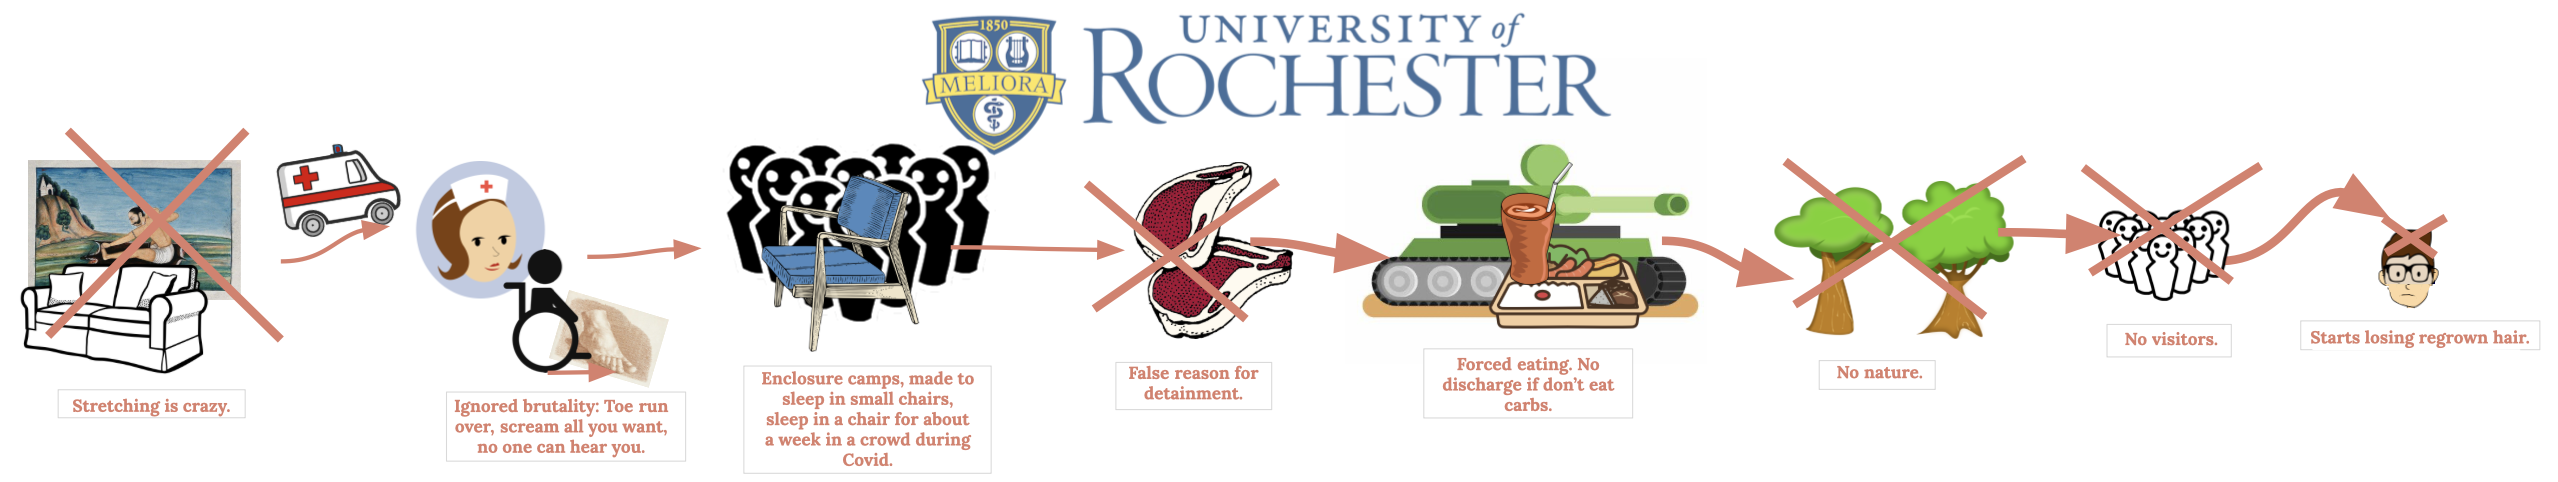 1850
MELIORA
UNIVERSITY of
ROCHESTER
Stretching is crazy.
Ignored brutality: Toe run
over, scream all you want,
no one can hear you.
Enclosure camps, made to
sleep in small chairs,
sleep in a chair for about
a week in a crowd during
Covid.
False reason for
detainment.
Forced eating. No
discharge if don't eat
carbs.
No nature.
No visitors.
Starts losing regrown hair.